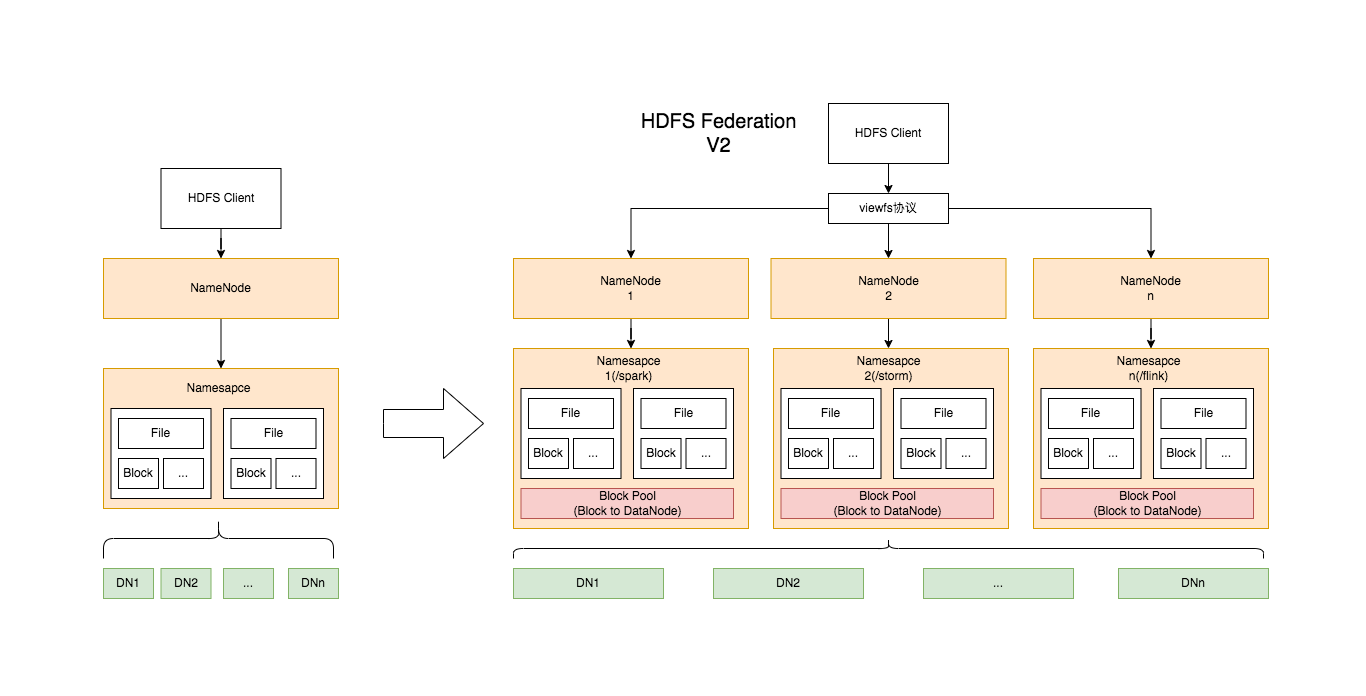 HDFS Client
NameNode
Namesapce
File
File
Block
...
Block
...
DN1
DN2
...
DNn
HDFS Federation
V2
HDFS Client
viewfs协议
NameNode
1
NameNode
2
NameNode
n
Namesapce
1(/spark)
File
File
Block
...
Block
...
Block Pool
(Block to DataNode)
Namesapce
2(/storm)
File
File
Block
...
Block
...
Block Pool
(Block to DataNode)
Namesapce
n(/flink)
File
File
Block
...
Block
...
Block Pool
(Block to DataNode)
DN1
DN2
...
DNn